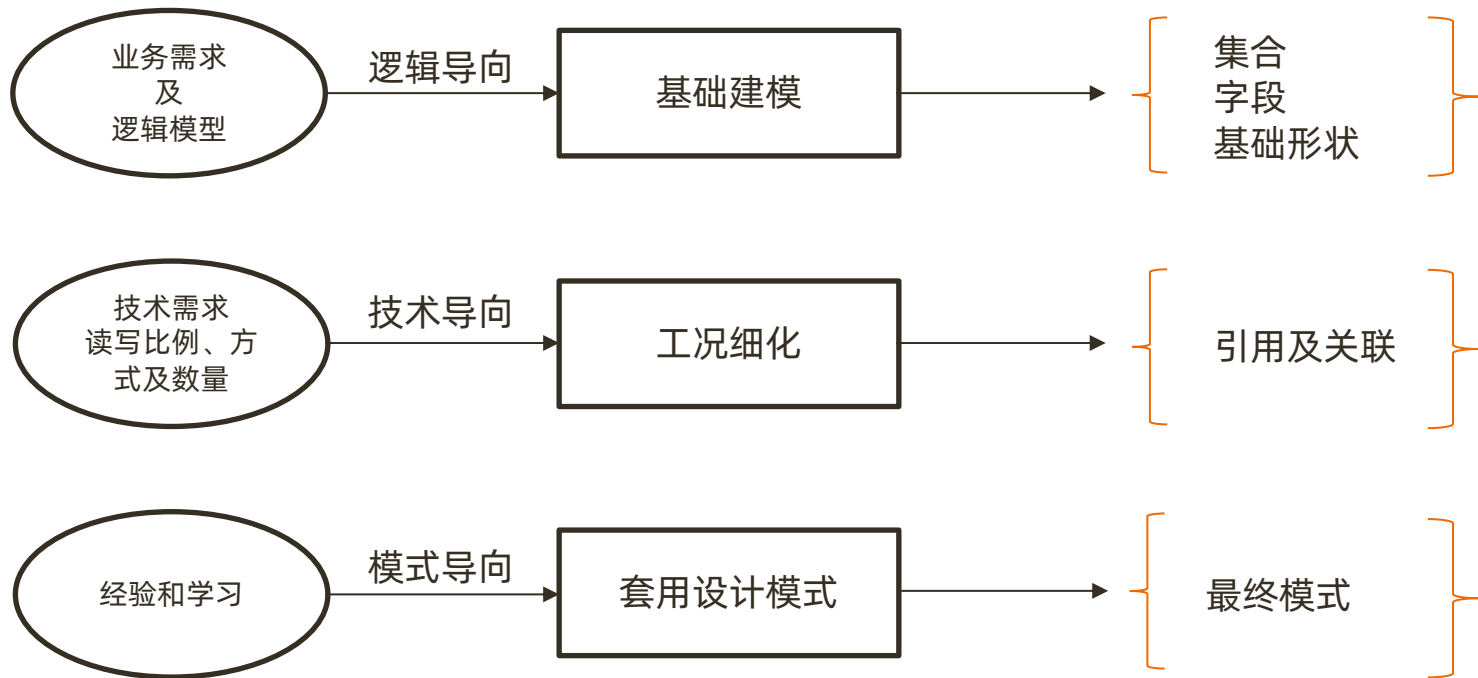 业务需求
及
逻辑模型
逻辑导向
基础建模
集合
字段
基础形状
技术需求
读写比例、方
式及数量
技术导向
工况细化
引用及关联
经验和学习
模式导向
套用设计模式
最终模式